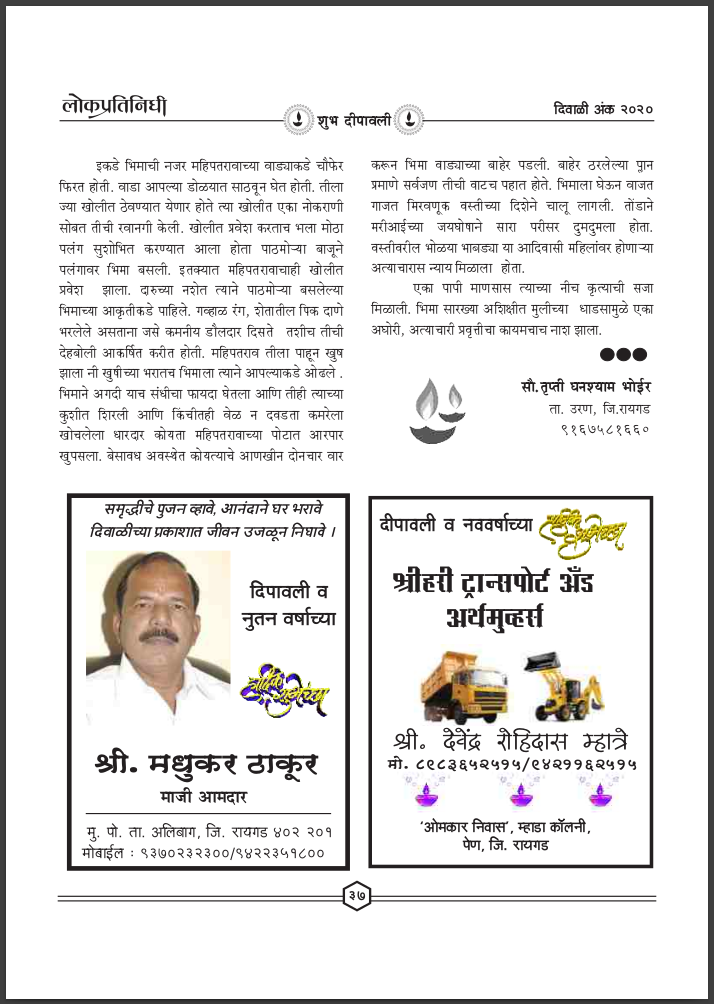 लोकप्रतिनिधी
शुभ दीपावली
दिवाळी अंक २०२०
इकडे भिमाची नजर महिपतरावाच्या वाड्याकडे चौफेर
फिरत होती. वाडा आपल्या डोळयात साठवून घेत होती. तीला
ज्या खोलीत ठेवण्यात येणार होते त्या खोलीत एका नोकराणी
सोबत तीची रवानगी केली. खोलीत प्रवेश करताच भला मोठा
पलंग सुशोभित करण्यात आला होता पाठमोऱ्या बाजूने
पलंगावर भिमा बसली. इतक्यात महिपतरावाचाही खोलीत
प्रवेश झाला. दारुच्या नशेत त्याने पाठमोऱ्या बसलेल्या
भिमाच्या आकृतीकडे पाहिले. गव्हाळ रंग, शेतातील पिक दाणे
भरलेले असताना जसे कमनीय डौलदार दिसते तशीच तीची
देहबोली आकर्षित करीत होती. महिपतराव तीला पाहून खुष
झाला नी खुषीच्या भरातच भिमाला त्याने आपल्याकडे ओढले .
भिमाने अगदी याच संधीचा फायदा घेतला आणि तीही त्याच्या
कुशीत शिरली आणि किंचीतही वेळ न दवडता कमरेला
खोचलेला धारदार कोयता महिपतरावाच्या पोटात आरपार
खुपसला. बेसावध अवस्थेत कोयत्याचे आणखीन दोनचार वार
करून भिमा वाड्याच्या बाहेर पडली. बाहेर ठरलेल्या प्लान
प्रमाणे सर्वजण तीची वाटच पहात होते. भिमाला घेऊन वाजत
गाजत मिरवणूक वस्तीच्या दिशेने चालू लागली. तोंडाने
मरीआईच्या जयघोषाने सारा परीसर दुमदुमला होता.
वस्तीवरील भोळया भाबड्या या आदिवासी महिलांवर होणाऱ्या
अत्याचारास न्याय मिळाला होता.
एका पापी माणसास त्याच्या नीच कृत्याची सजा
मिळाली. भिमा सारख्या अशिक्षीत मुलीच्या धाडसामुळे एका
अघोरी, अत्याचारी प्रवृत्तीचा कायमचाच नाश झाला.
सौ.तृप्ती घनश्याम भोईर
ता. उरण, जि.रायगड
९१६७५८१६६०
समृद्धीचे पुजन व्हावे, आनंदाने घर भरावे
दिवाळीच्या प्रकाशात जीवन उजळून निघावे ।
दिपावली व
नुतन वर्षाच्या
हार्दिक शुभेच्छा
श्री. मधुकर ठाकूर
माजी आमदार
मु. पो. ता. अलिबाग, जि. रायगड ४०२ २०१
मोबाईल : ९३७०२३२३००/९४२२३५१८००
दीपावली व नववर्षाच्या
हार्दिक शुभेच्छा
श्रीहरी ट्रान्सपोर्ट अँड
अर्थमुव्हर्स
श्री. देवेंद्र रोहिदास म्हात्रे
मो. ८९८३६५२५१५/९४२११६२५१५
‘ओमकार निवास’, म्हाडा कॉलनी,
पेण, जि. रायगड
३७